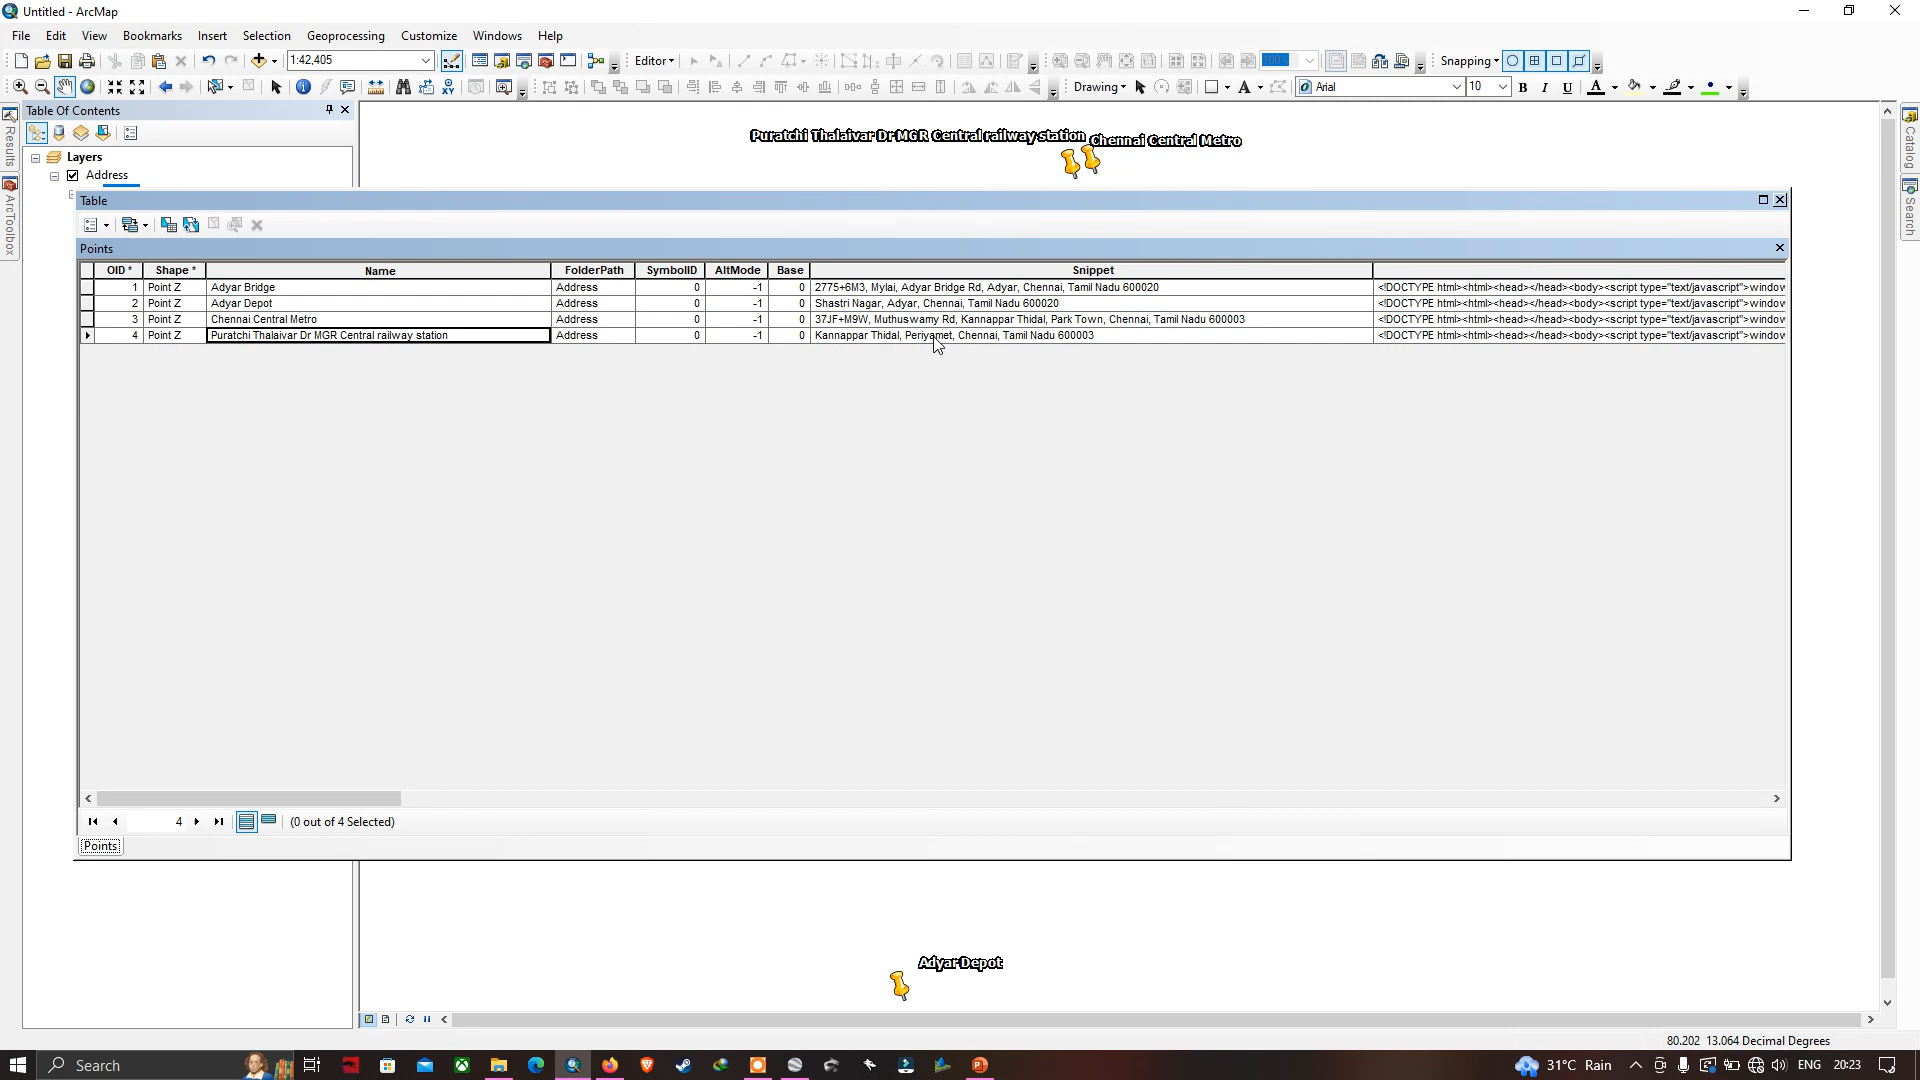 Untitled - ArcMap
File Edit View Bookmarks Insert Selection Geoprocessing Customize Windows Help
1:42,405 Editor 100% Snapping
Drawing A Arial 10 B I U A
Table Of Contents
Results
ArcToolbox
Catalog
Search
Layers
Address
Puratchi Thalaivar Dr MGR Central railway station
Chennai Central Metro
Table
Points
OID * Shape * Name FolderPath SymbolID AltMode Base Snippet
1 Point Z Adyar Bridge Address 0 -1 0 2775+6M3, Mylai, Adyar Bridge Rd, Adyar, Chennai, Tamil Nadu 600020 <!DOCTYPE html><html><head></head><body><script type="text/javascript">window
2 Point Z Adyar Depot Address 0 -1 0 Shastri Nagar, Adyar, Chennai, Tamil Nadu 600020 <!DOCTYPE html><html><head></head><body><script type="text/javascript">window
3 Point Z Chennai Central Metro Address 0 -1 0 37JF+M9W, Muthuswamy Rd, Kannappar Thidal, Park Town, Chennai, Tamil Nadu 600003 <!DOCTYPE html><html><head></head><body><script type="text/javascript">window
4 Point Z Puratchi Thalaivar Dr MGR Central railway station Address 0 -1 0 Kannappar Thidal, Periyamet, Chennai, Tamil Nadu 600003 <!DOCTYPE html><html><head></head><body><script type="text/javascript">window
4 (0 out of 4 Selected)
Points
Adyar Depot
80.202 13.064 Decimal Degrees
Search 31°C Rain ENG 20:23